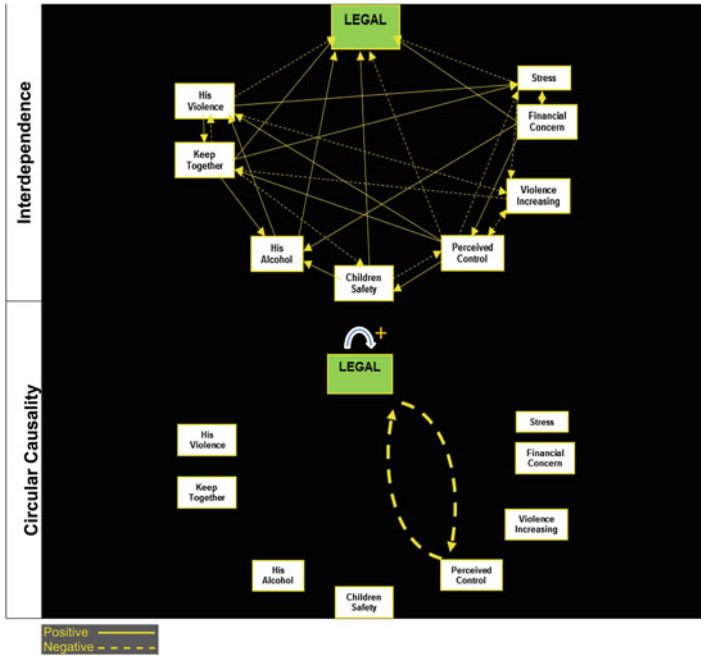 Interdependence
LEGAL
His
Violence
Stress
Financial
Concern
Keep
Together
Violence
Increasing
His
Alcohol
Perceived
Control
Children
Safety
Circular Causality
+
LEGAL
His
Violence
Stress
Financial
Concern
Keep
Together
Violence
Increasing
His
Alcohol
Perceived
Control
Children
Safety
Positive
Negative